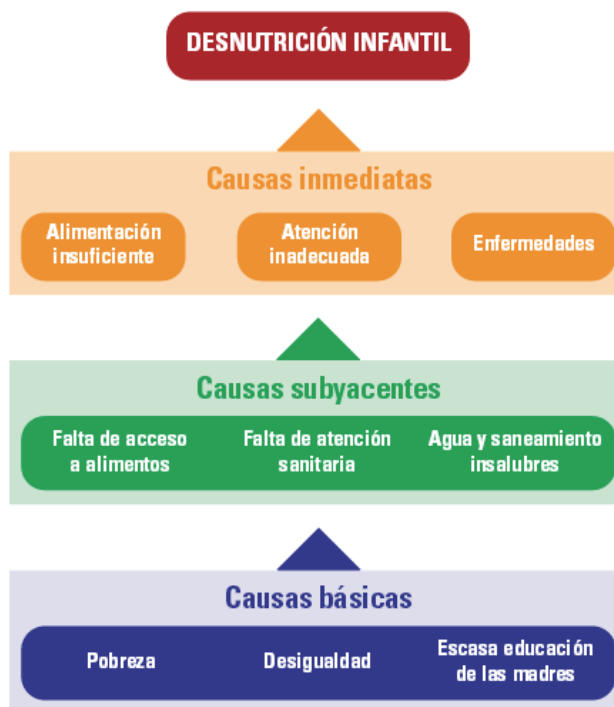 DESNUTRICIÓN INFANTIL
Causas inmediatas
Alimentación
insuficiente
Atención
inadecuada
Enfermedades
Causas subyacentes
Falta de acceso
a alimentos
Falta de atención
sanitaria
Agua y saneamiento
insalubres
Causas básicas
Pobreza
Desigualdad
Escasa educación
de las madres